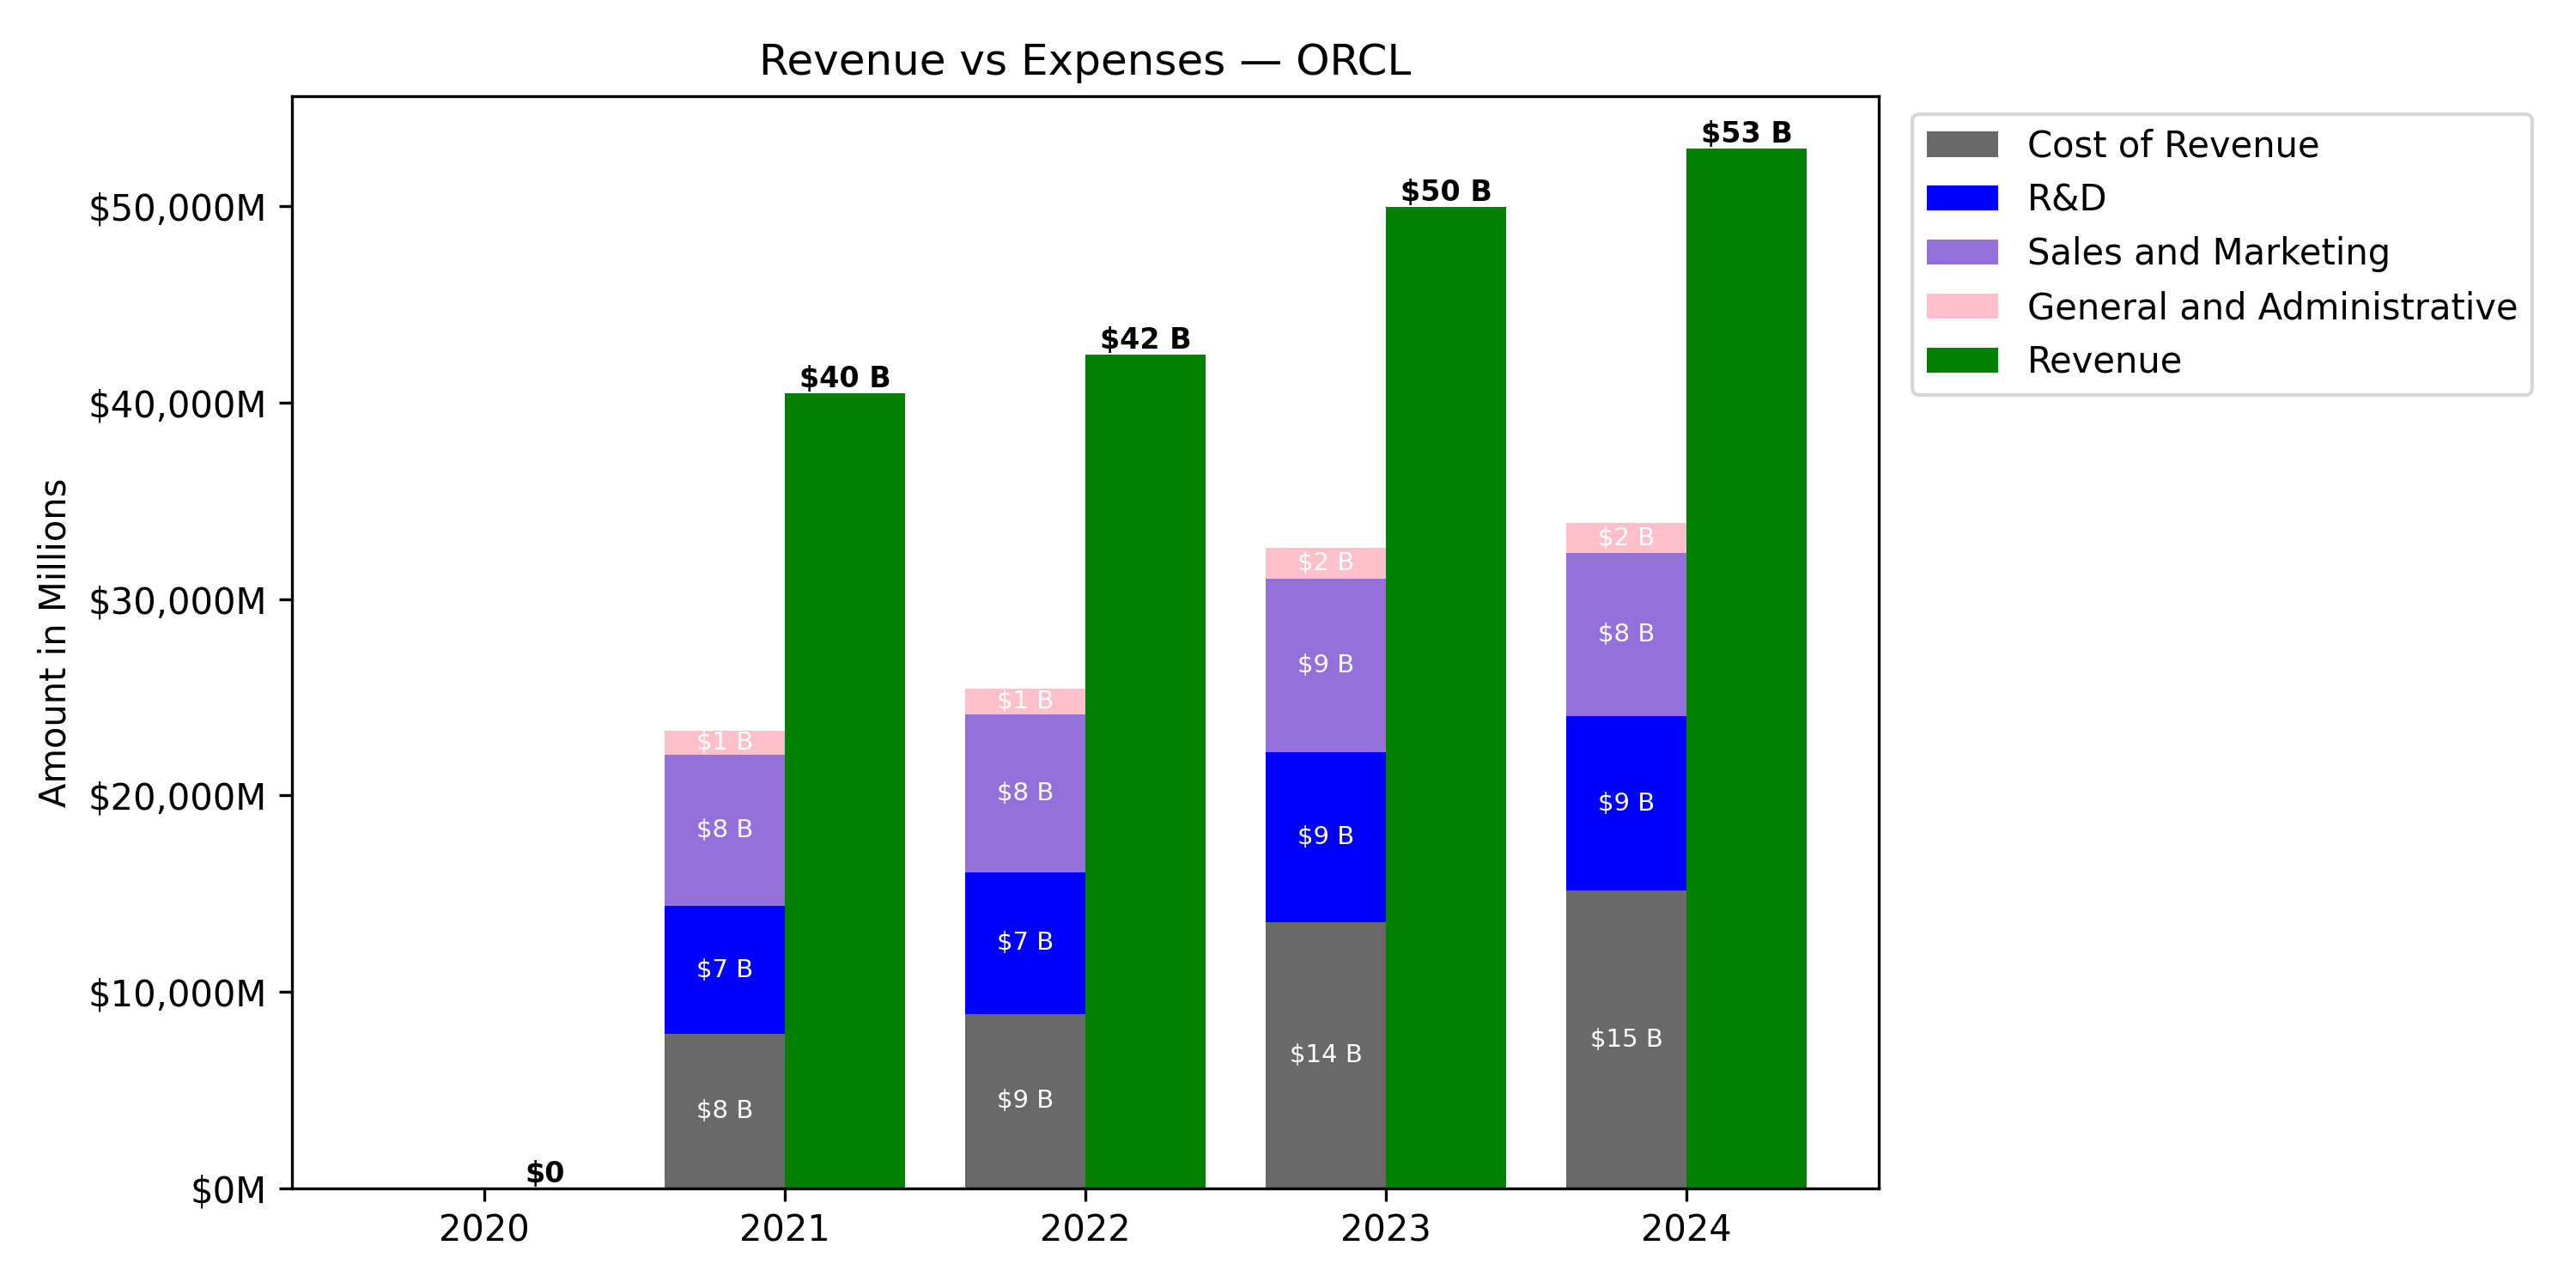 Revenue vs Expenses — ORCL
Amount in Millions
$50,000M
$40,000M
$30,000M
$20,000M
$10,000M
$0M
$0
$40 B
$1 B
$8 B
$7 B
$8 B
$42 B
$1 B
$8 B
$7 B
$9 B
$50 B
$2 B
$9 B
$9 B
$14 B
$53 B
$2 B
$8 B
$9 B
$15 B
2020 2021 2022 2023 2024
Cost of Revenue
R&D
Sales and Marketing
General and Administrative
Revenue